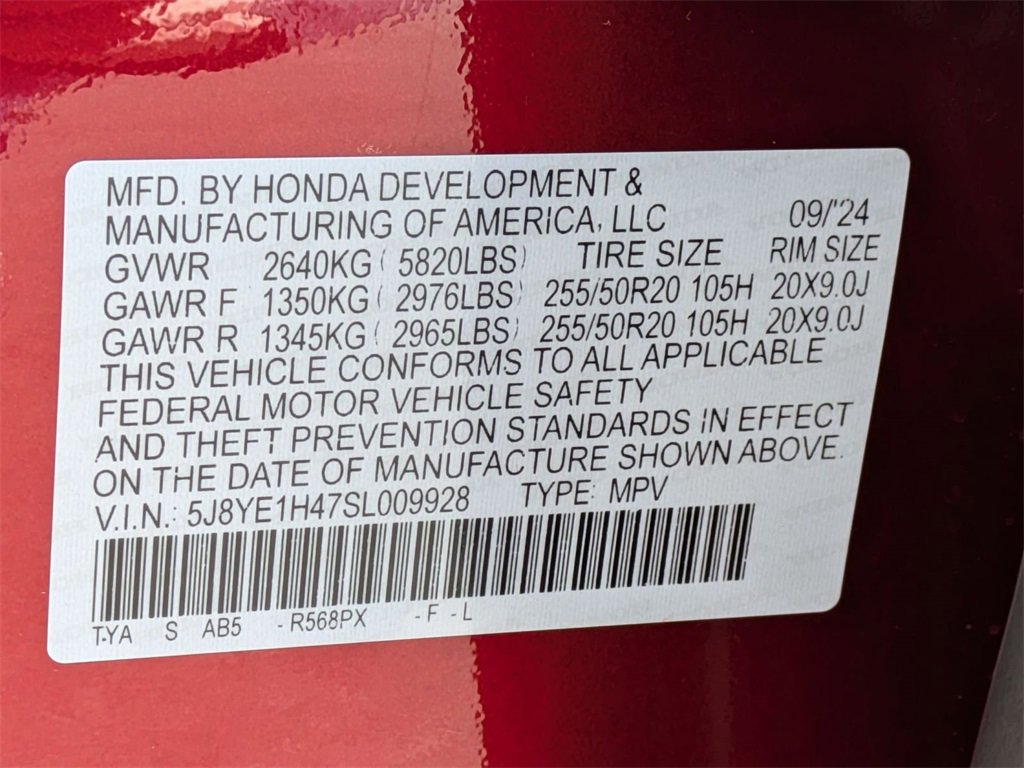 MFD. BY HONDA DEVELOPMENT &
MANUFACTURING OF AMERICA, LLC 09/'24
GVWR 2640KG ( 5820LBS) TIRE SIZE RIM SIZE
GAWR F 1350KG ( 2976LBS) 255/50R20 105H 20X9.0J
GAWR R 1345KG ( 2965LBS) 255/50R20 105H 20X9.0J
THIS VEHICLE CONFORMS TO ALL APPLICABLE
FEDERAL MOTOR VEHICLE SAFETY
AND THEFT PREVENTION STANDARDS IN EFFECT
ON THE DATE OF MANUFACTURE SHOWN ABOVE.
V.I.N.: 5J8YE1H47SL009928 TYPE: MPV
T-YA S AB5 - R568PX - F - L